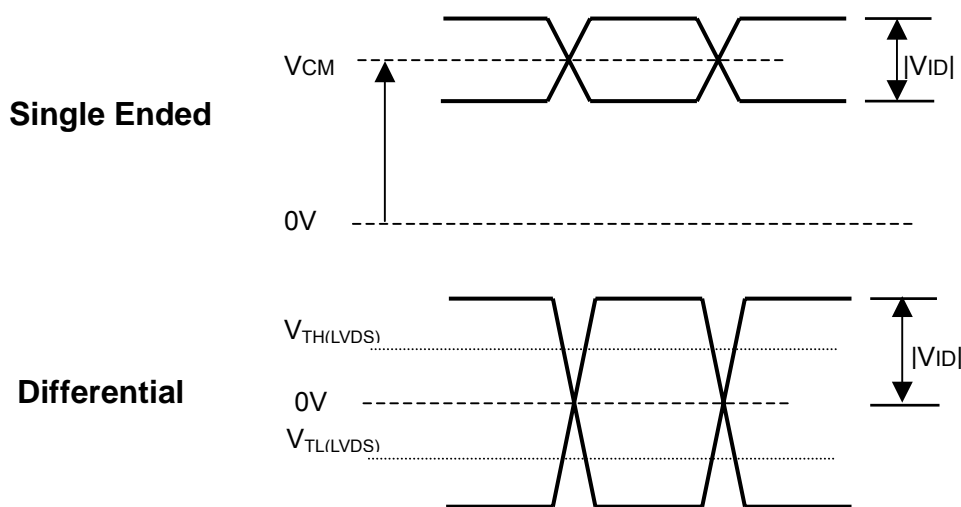 VCM
|VID|
Single Ended
0V
VTH(LVDS)
|VID|
Differential
0V
VTL(LVDS)